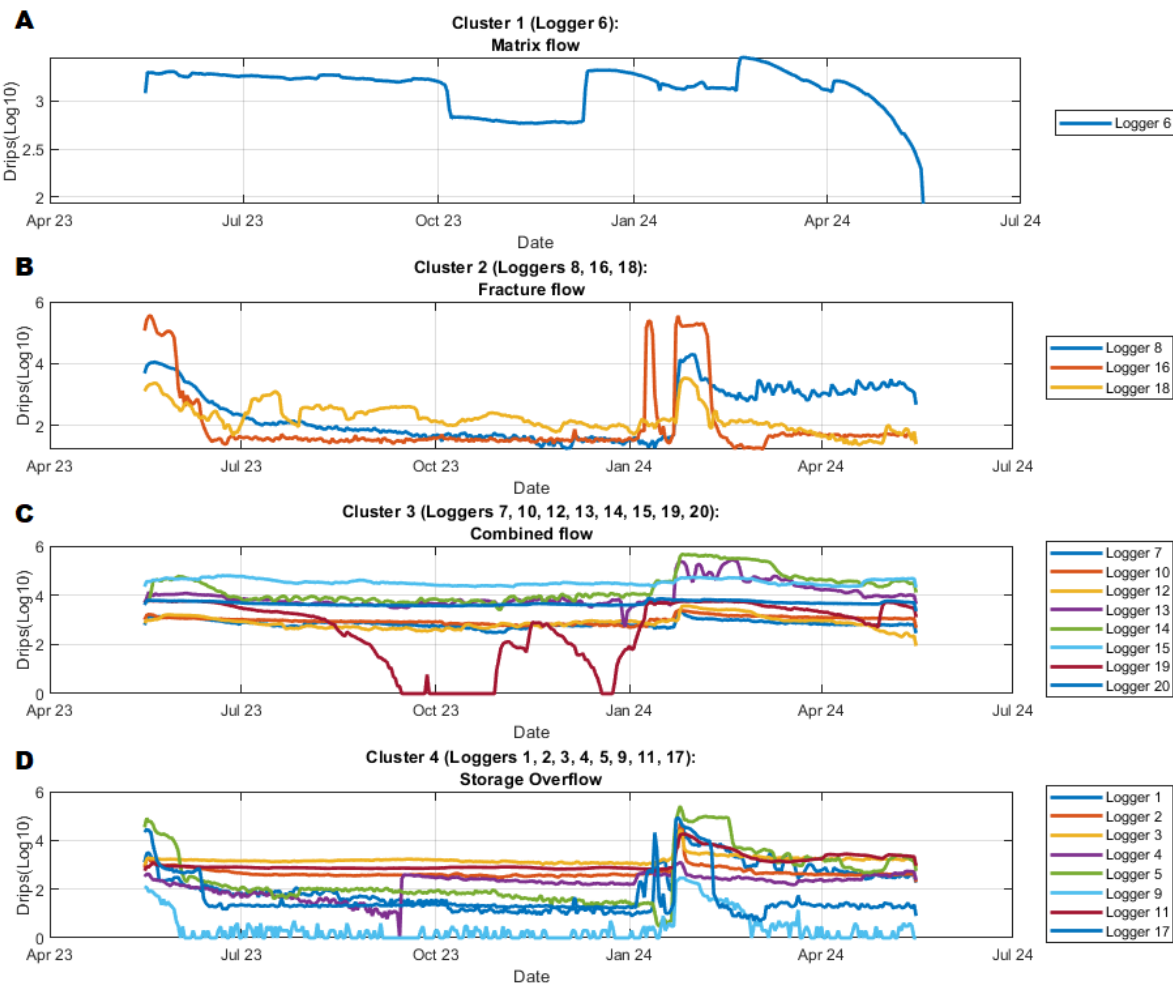 A
Cluster 1 (Logger 6):
Matrix flow
Drips(Log10)
3
2.5
2
Apr 23 Jul 23 Oct 23 Jan 24 Apr 24 Jul 24
Date
Logger 6
B
Cluster 2 (Loggers 8, 16, 18):
Fracture flow
Drips(Log10)
6
4
2
Apr 23 Jul 23 Oct 23 Jan 24 Apr 24 Jul 24
Date
Logger 8
Logger 16
Logger 18
C
Cluster 3 (Loggers 7, 10, 12, 13, 14, 15, 19, 20):
Combined flow
Drips(Log10)
6
4
2
0
Apr 23 Jul 23 Oct 23 Jan 24 Apr 24 Jul 24
Date
Logger 7
Logger 10
Logger 12
Logger 13
Logger 14
Logger 15
Logger 19
Logger 20
D
Cluster 4 (Loggers 1, 2, 3, 4, 5, 9, 11, 17):
Storage Overflow
Drips(Log10)
6
4
2
0
Apr 23 Jul 23 Oct 23 Jan 24 Apr 24 Jul 24
Date
Logger 1
Logger 2
Logger 3
Logger 4
Logger 5
Logger 9
Logger 11
Logger 17